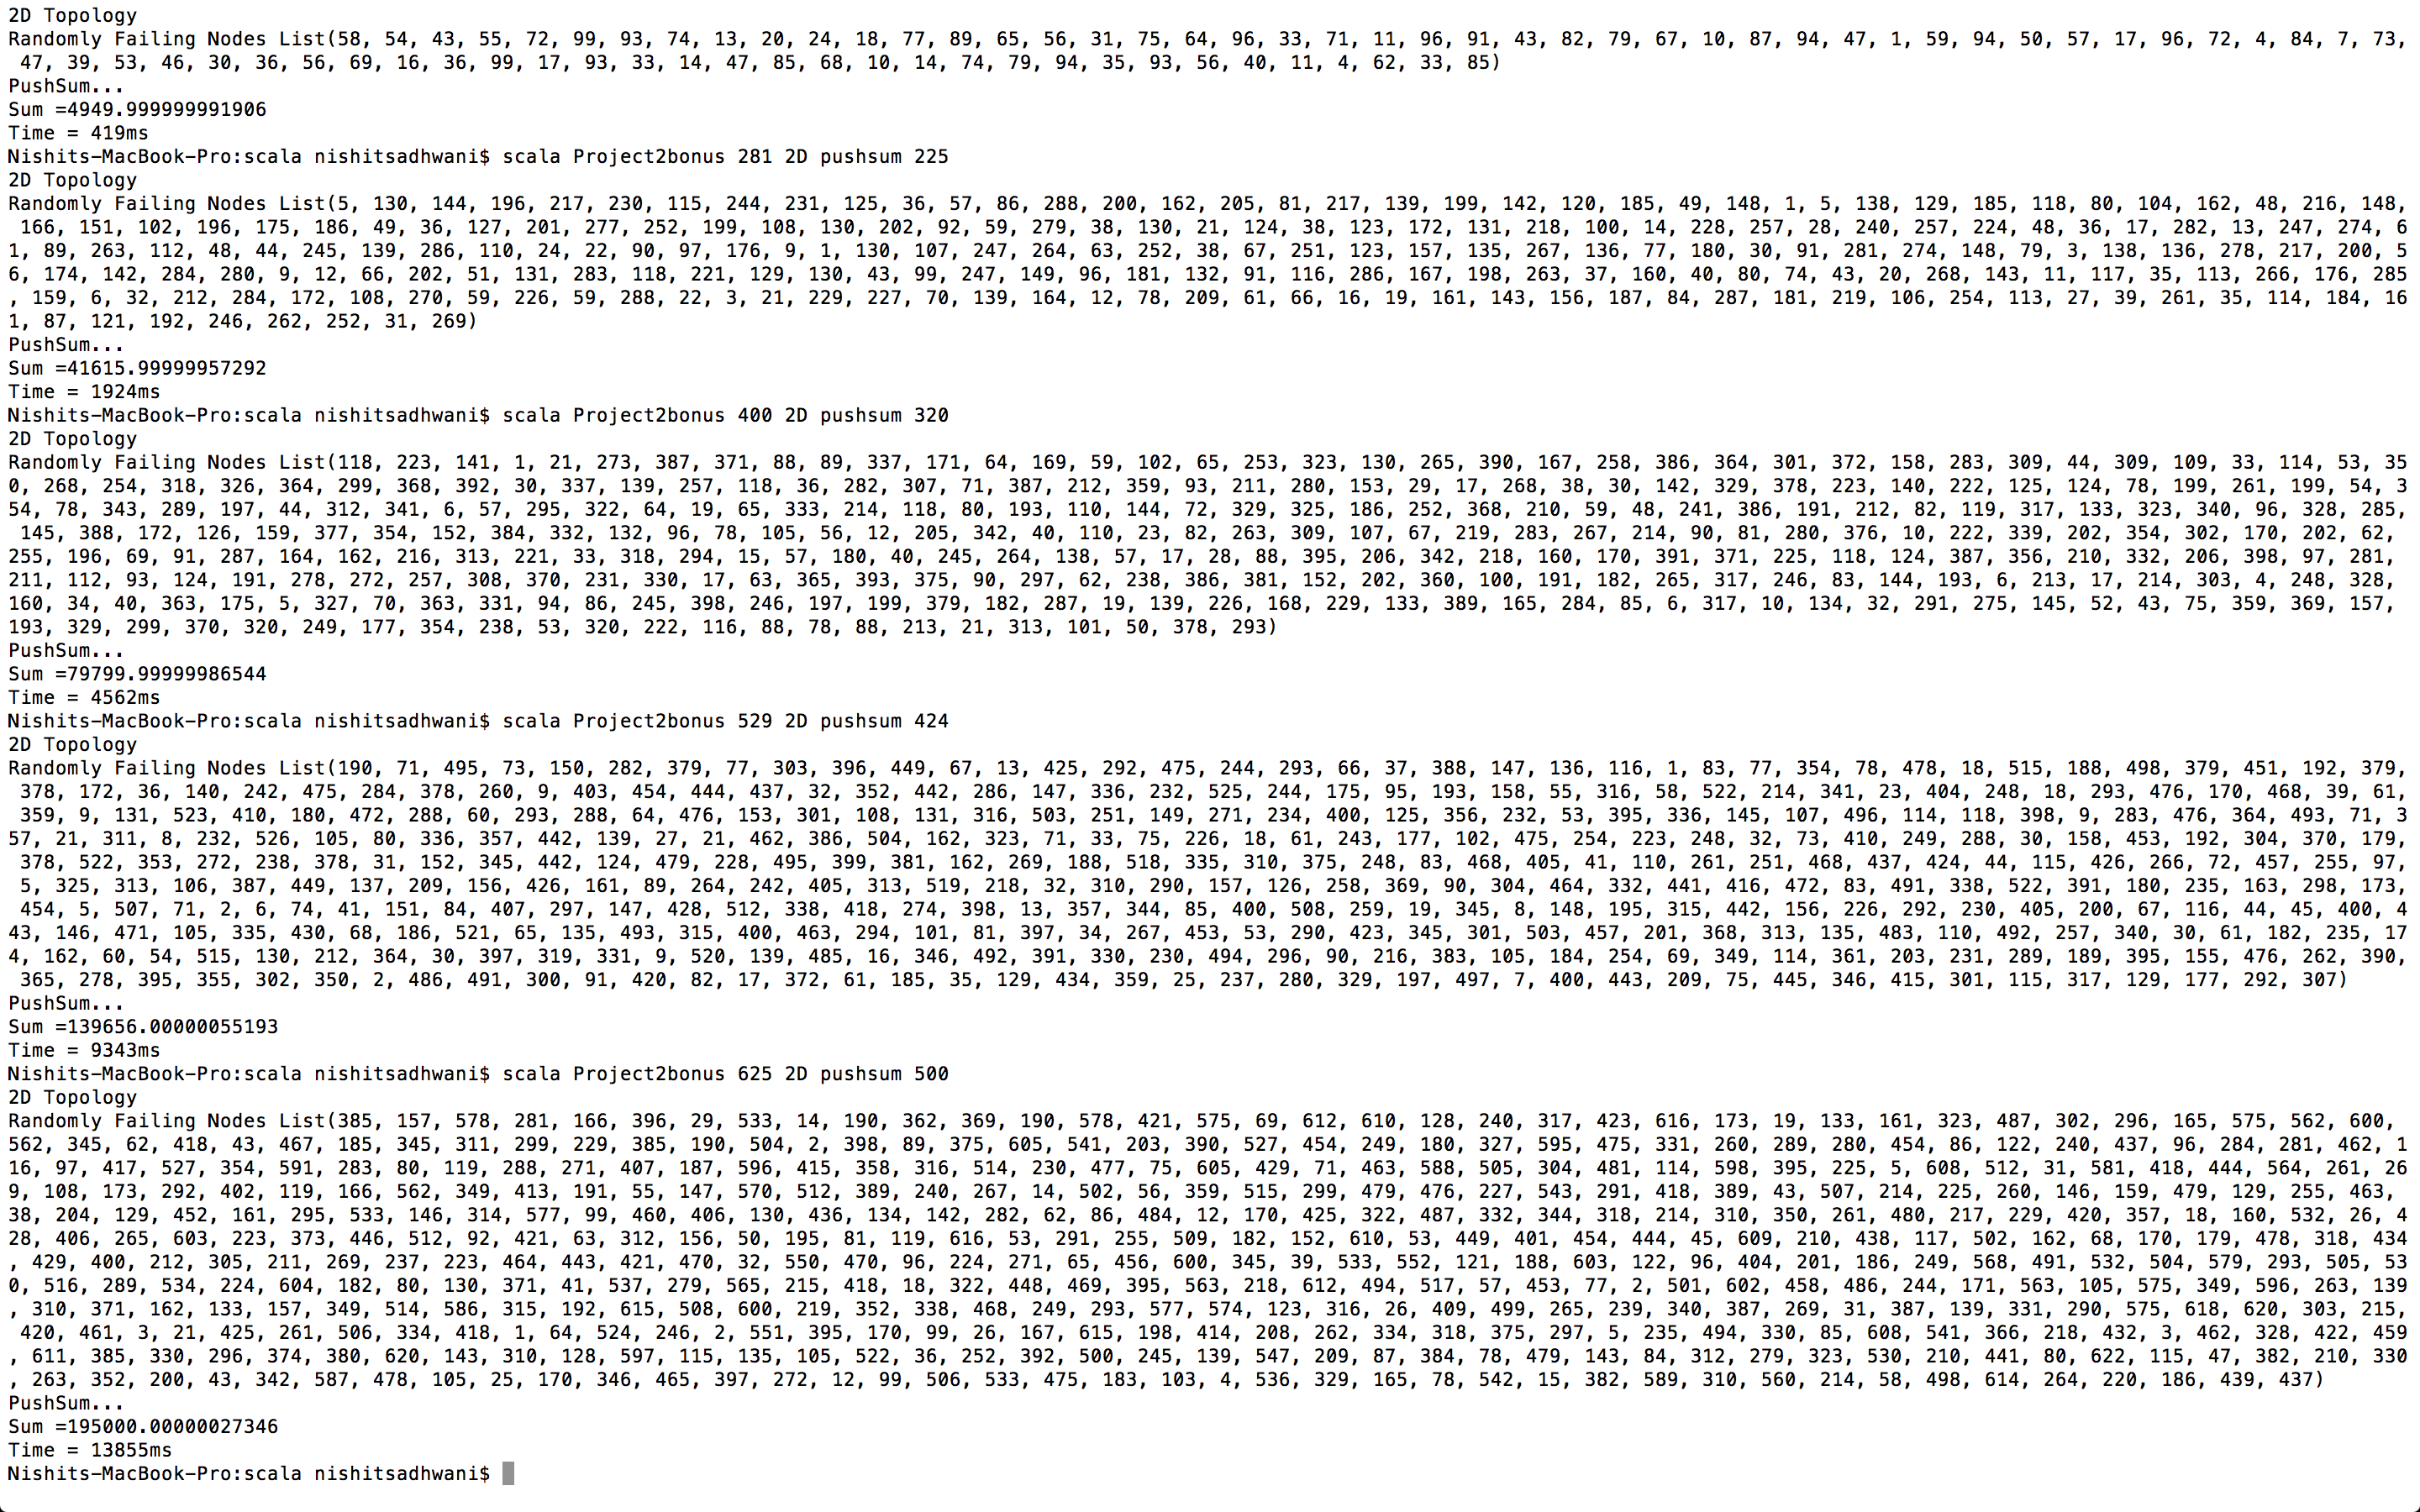 2D Topology
Randomly Failing Nodes List(58, 54, 43, 55, 72, 99, 93, 74, 13, 20, 24, 18, 77, 89, 65, 56, 31, 75, 64, 96, 33, 71, 11, 96, 91, 43, 82, 79, 67, 10, 87, 94, 47, 1, 59, 94, 50, 57, 17, 96, 72, 4, 84, 7, 73,
 47, 39, 53, 46, 30, 36, 56, 69, 16, 36, 99, 17, 93, 33, 14, 47, 85, 68, 10, 14, 74, 79, 94, 35, 93, 56, 40, 11, 4, 62, 33, 85)
PushSum...
Sum =4949.999999991906
Time = 419ms
Nishits-MacBook-Pro:scala nishitsadhwani$ scala Project2bonus 281 2D pushsum 225
2D Topology
Randomly Failing Nodes List(5, 130, 144, 196, 217, 230, 115, 244, 231, 125, 36, 57, 86, 288, 200, 162, 205, 81, 217, 139, 199, 142, 120, 185, 49, 148, 1, 5, 138, 129, 185, 118, 80, 104, 162, 48, 216, 148,
 166, 151, 102, 196, 175, 186, 49, 36, 127, 201, 277, 252, 199, 108, 130, 202, 92, 59, 279, 38, 130, 21, 124, 38, 123, 172, 131, 218, 100, 14, 228, 257, 28, 240, 257, 224, 48, 36, 17, 282, 13, 247, 274, 6
1, 89, 263, 112, 48, 44, 245, 139, 286, 110, 24, 22, 90, 97, 176, 9, 1, 130, 107, 247, 264, 63, 252, 38, 67, 251, 123, 157, 135, 267, 136, 77, 180, 30, 91, 281, 274, 148, 79, 3, 138, 136, 278, 217, 200, 5
6, 174, 142, 284, 280, 9, 12, 66, 202, 51, 131, 283, 118, 221, 129, 130, 43, 99, 247, 149, 96, 181, 132, 91, 116, 286, 167, 198, 263, 37, 160, 40, 80, 74, 43, 20, 268, 143, 11, 117, 35, 113, 266, 176, 285
, 159, 6, 32, 212, 284, 172, 108, 270, 59, 226, 59, 288, 22, 3, 21, 229, 227, 70, 139, 164, 12, 78, 209, 61, 66, 16, 19, 161, 143, 156, 187, 84, 287, 181, 219, 106, 254, 113, 27, 39, 261, 35, 114, 184, 16
1, 87, 121, 192, 246, 262, 252, 31, 269)
PushSum...
Sum =41615.99999957292
Time = 1924ms
Nishits-MacBook-Pro:scala nishitsadhwani$ scala Project2bonus 400 2D pushsum 320
2D Topology
Randomly Failing Nodes List(118, 223, 141, 1, 21, 273, 387, 371, 88, 89, 337, 171, 64, 169, 59, 102, 65, 253, 323, 130, 265, 390, 167, 258, 386, 364, 301, 372, 158, 283, 309, 44, 309, 109, 33, 114, 53, 35
0, 268, 254, 318, 326, 364, 299, 368, 392, 30, 337, 139, 257, 118, 36, 282, 307, 71, 387, 212, 359, 93, 211, 280, 153, 29, 17, 268, 38, 30, 142, 329, 378, 223, 140, 222, 125, 124, 78, 199, 261, 199, 54, 3
54, 78, 343, 289, 197, 44, 312, 341, 6, 57, 295, 322, 64, 19, 65, 333, 214, 118, 80, 193, 110, 144, 72, 329, 325, 186, 252, 368, 210, 59, 48, 241, 386, 191, 212, 82, 119, 317, 133, 323, 340, 96, 328, 285,
 145, 388, 172, 126, 159, 377, 354, 152, 384, 332, 132, 96, 78, 105, 56, 12, 205, 342, 40, 110, 23, 82, 263, 309, 107, 67, 219, 283, 267, 214, 90, 81, 280, 376, 10, 222, 339, 202, 354, 302, 170, 202, 62,
255, 196, 69, 91, 287, 164, 162, 216, 313, 221, 33, 318, 294, 15, 57, 180, 40, 245, 264, 138, 57, 17, 28, 88, 395, 206, 342, 218, 160, 170, 391, 371, 225, 118, 124, 387, 356, 210, 332, 206, 398, 97, 281,
211, 112, 93, 124, 191, 278, 272, 257, 308, 370, 231, 330, 17, 63, 365, 393, 375, 90, 297, 62, 238, 386, 381, 152, 202, 360, 100, 191, 182, 265, 317, 246, 83, 144, 193, 6, 213, 17, 214, 303, 4, 248, 328,
160, 34, 40, 363, 175, 5, 327, 70, 363, 331, 94, 86, 245, 398, 246, 197, 199, 379, 182, 287, 19, 139, 226, 168, 229, 133, 389, 165, 284, 85, 6, 317, 10, 134, 32, 291, 275, 145, 52, 43, 75, 359, 369, 157,
193, 329, 299, 370, 320, 249, 177, 354, 238, 53, 320, 222, 116, 88, 78, 88, 213, 21, 313, 101, 50, 378, 293)
PushSum...
Sum =79799.99999986544
Time = 4562ms
Nishits-MacBook-Pro:scala nishitsadhwani$ scala Project2bonus 529 2D pushsum 424
2D Topology
Randomly Failing Nodes List(190, 71, 495, 73, 150, 282, 379, 77, 303, 396, 449, 67, 13, 425, 292, 475, 244, 293, 66, 37, 388, 147, 136, 116, 1, 83, 77, 354, 78, 478, 18, 515, 188, 498, 379, 451, 192, 379,
 378, 172, 36, 140, 242, 475, 284, 378, 260, 9, 403, 454, 444, 437, 32, 352, 442, 286, 147, 336, 232, 525, 244, 175, 95, 193, 158, 55, 316, 58, 522, 214, 341, 23, 404, 248, 18, 293, 476, 170, 468, 39, 61,
 359, 9, 131, 523, 410, 180, 472, 288, 60, 293, 288, 64, 476, 153, 301, 108, 131, 316, 503, 251, 149, 271, 234, 400, 125, 356, 232, 53, 395, 336, 145, 107, 496, 114, 118, 398, 9, 283, 476, 364, 493, 71, 3
57, 21, 311, 8, 232, 526, 105, 80, 336, 357, 442, 139, 27, 21, 462, 386, 504, 162, 323, 71, 33, 75, 226, 18, 61, 243, 177, 102, 475, 254, 223, 248, 32, 73, 410, 249, 288, 30, 158, 453, 192, 304, 370, 179,
 378, 522, 353, 272, 238, 378, 31, 152, 345, 442, 124, 479, 228, 495, 399, 381, 162, 269, 188, 518, 335, 310, 375, 248, 83, 468, 405, 41, 110, 261, 251, 468, 437, 424, 44, 115, 426, 266, 72, 457, 255, 97,
 5, 325, 313, 106, 387, 449, 137, 209, 156, 426, 161, 89, 264, 242, 405, 313, 519, 218, 32, 310, 290, 157, 126, 258, 369, 90, 304, 464, 332, 441, 416, 472, 83, 491, 338, 522, 391, 180, 235, 163, 298, 173,
 454, 5, 507, 71, 2, 6, 74, 41, 151, 84, 407, 297, 147, 428, 512, 338, 418, 274, 398, 13, 357, 344, 85, 400, 508, 259, 19, 345, 8, 148, 195, 315, 442, 156, 226, 292, 230, 405, 200, 67, 116, 44, 45, 400, 4
43, 146, 471, 105, 335, 430, 68, 186, 521, 65, 135, 493, 315, 400, 463, 294, 101, 81, 397, 34, 267, 453, 53, 290, 423, 345, 301, 503, 457, 201, 368, 313, 135, 483, 110, 492, 257, 340, 30, 61, 182, 235, 17
4, 162, 60, 54, 515, 130, 212, 364, 30, 397, 319, 331, 9, 520, 139, 485, 16, 346, 492, 391, 330, 230, 494, 296, 90, 216, 383, 105, 184, 254, 69, 349, 114, 361, 203, 231, 289, 189, 395, 155, 476, 262, 390,
 365, 278, 395, 355, 302, 350, 2, 486, 491, 300, 91, 420, 82, 17, 372, 61, 185, 35, 129, 434, 359, 25, 237, 280, 329, 197, 497, 7, 400, 443, 209, 75, 445, 346, 415, 301, 115, 317, 129, 177, 292, 307)
PushSum...
Sum =139656.00000055193
Time = 9343ms
Nishits-MacBook-Pro:scala nishitsadhwani$ scala Project2bonus 625 2D pushsum 500
2D Topology
Randomly Failing Nodes List(385, 157, 578, 281, 166, 396, 29, 533, 14, 190, 362, 369, 190, 578, 421, 575, 69, 612, 610, 128, 240, 317, 423, 616, 173, 19, 133, 161, 323, 487, 302, 296, 165, 575, 562, 600,
562, 345, 62, 418, 43, 467, 185, 345, 311, 299, 229, 385, 190, 504, 2, 398, 89, 375, 605, 541, 203, 390, 527, 454, 249, 180, 327, 595, 475, 331, 260, 289, 280, 454, 86, 122, 240, 437, 96, 284, 281, 462, 1
16, 97, 417, 527, 354, 591, 283, 80, 119, 288, 271, 407, 187, 596, 415, 358, 316, 514, 230, 477, 75, 605, 429, 71, 463, 588, 505, 304, 481, 114, 598, 395, 225, 5, 608, 512, 31, 581, 418, 444, 564, 261, 26
9, 108, 173, 292, 402, 119, 166, 562, 349, 413, 191, 55, 147, 570, 512, 389, 240, 267, 14, 502, 56, 359, 515, 299, 479, 476, 227, 543, 291, 418, 389, 43, 507, 214, 225, 260, 146, 159, 479, 129, 255, 463,
38, 204, 129, 452, 161, 295, 533, 146, 314, 577, 99, 460, 406, 130, 436, 134, 142, 282, 62, 86, 484, 12, 170, 425, 322, 487, 332, 344, 318, 214, 310, 350, 261, 480, 217, 229, 420, 357, 18, 160, 532, 26, 4
28, 406, 265, 603, 223, 373, 446, 512, 92, 421, 63, 312, 156, 50, 195, 81, 119, 616, 53, 291, 255, 509, 182, 152, 610, 53, 449, 401, 454, 444, 45, 609, 210, 438, 117, 502, 162, 68, 170, 179, 478, 318, 434
, 429, 400, 212, 305, 211, 269, 237, 223, 464, 443, 421, 470, 32, 550, 470, 96, 224, 271, 65, 456, 600, 345, 39, 533, 552, 121, 188, 603, 122, 96, 404, 201, 186, 249, 568, 491, 532, 504, 579, 293, 505, 53
0, 516, 289, 534, 224, 604, 182, 80, 130, 371, 41, 537, 279, 565, 215, 418, 18, 322, 448, 469, 395, 563, 218, 612, 494, 517, 57, 453, 77, 2, 501, 602, 458, 486, 244, 171, 563, 105, 575, 349, 596, 263, 139
, 310, 371, 162, 133, 157, 349, 514, 586, 315, 192, 615, 508, 600, 219, 352, 338, 468, 249, 293, 577, 574, 123, 316, 26, 409, 499, 265, 239, 340, 387, 269, 31, 387, 139, 331, 290, 575, 618, 620, 303, 215,
 420, 461, 3, 21, 425, 261, 506, 334, 418, 1, 64, 524, 246, 2, 551, 395, 170, 99, 26, 167, 615, 198, 414, 208, 262, 334, 318, 375, 297, 5, 235, 494, 330, 85, 608, 541, 366, 218, 432, 3, 462, 328, 422, 459
, 611, 385, 330, 296, 374, 380, 620, 143, 310, 128, 597, 115, 135, 105, 522, 36, 252, 392, 500, 245, 139, 547, 209, 87, 384, 78, 479, 143, 84, 312, 279, 323, 530, 210, 441, 80, 622, 115, 47, 382, 210, 330
, 263, 352, 200, 43, 342, 587, 478, 105, 25, 170, 346, 465, 397, 272, 12, 99, 506, 533, 475, 183, 103, 4, 536, 329, 165, 78, 542, 15, 382, 589, 310, 560, 214, 58, 498, 614, 264, 220, 186, 439, 437)
PushSum...
Sum =195000.00000027346
Time = 13855ms
Nishits-MacBook-Pro:scala nishitsadhwani$